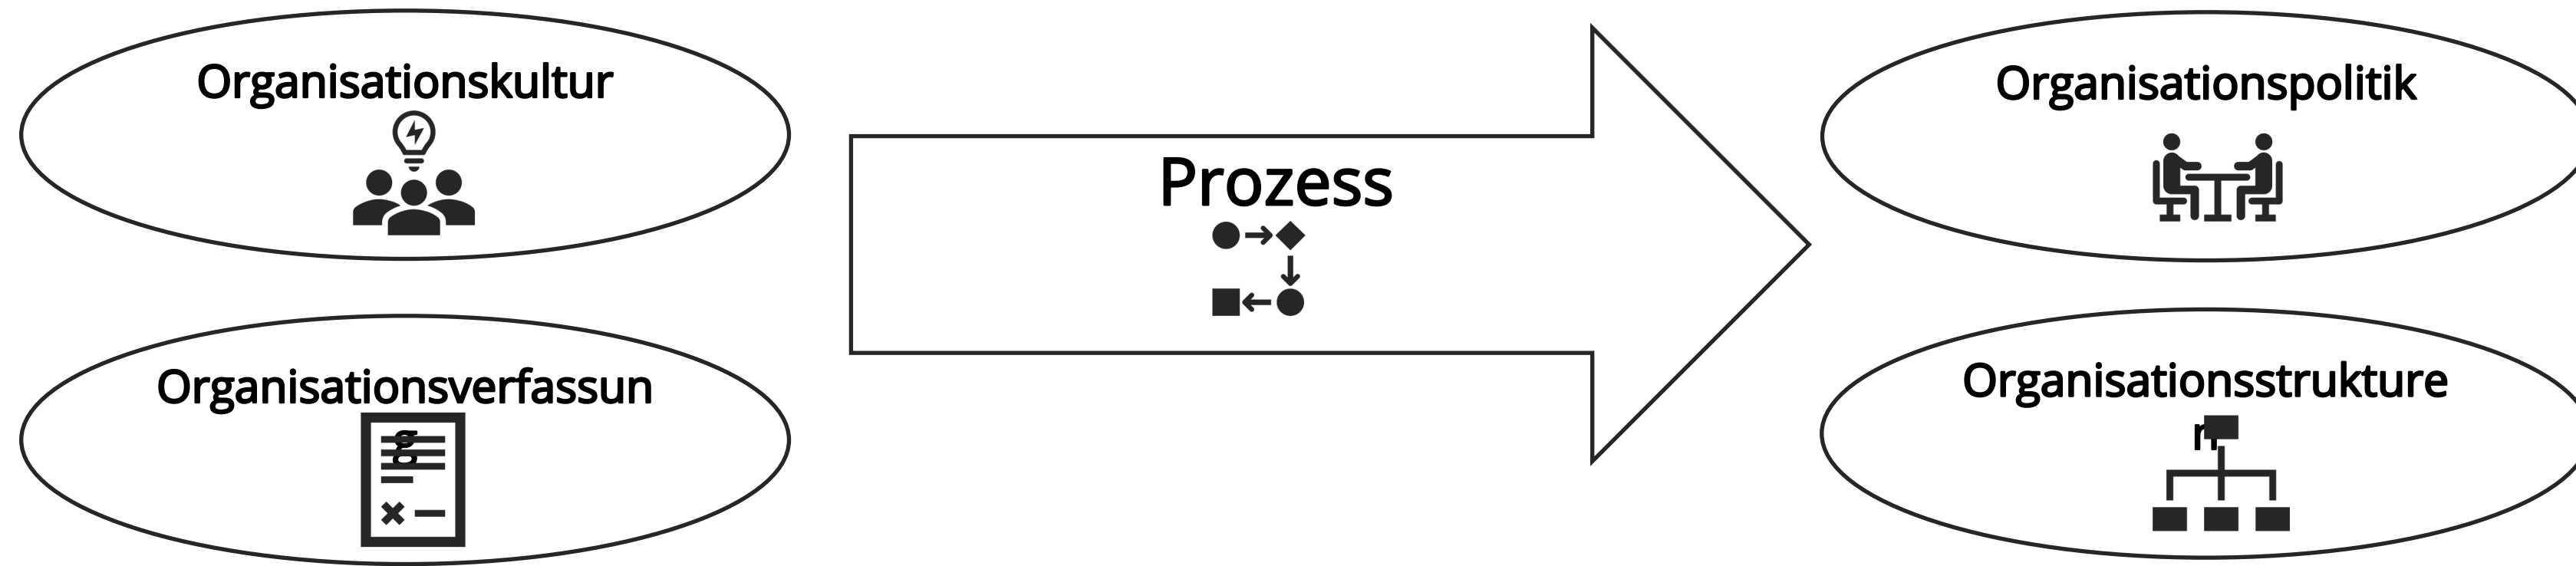 Organisationskultur
Organisationsverfassun
g
Prozess
Organisationspolitik
Organisationsstrukture
n